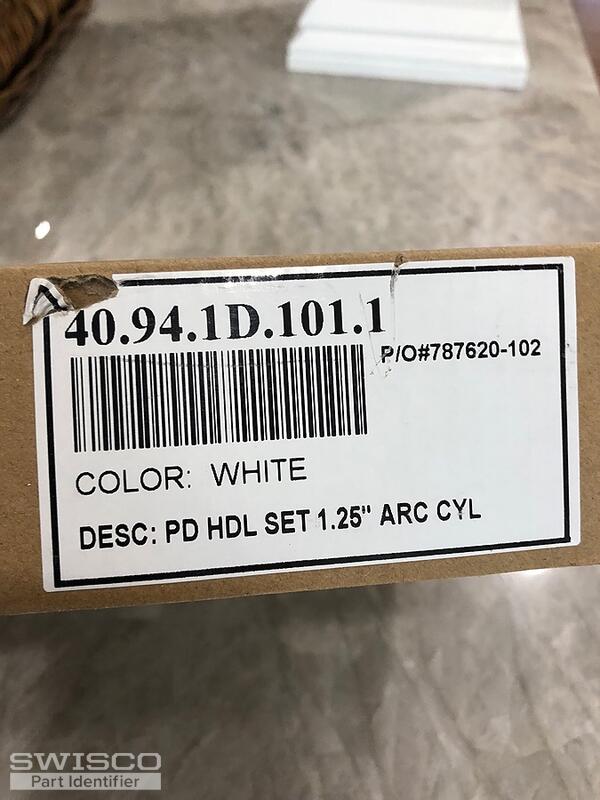 40.94.1D.101.1
P/O#787620-102
COLOR: WHITE
DESC: PD HDL SET 1.25" ARC CYL
SWISCO
Part Identifier